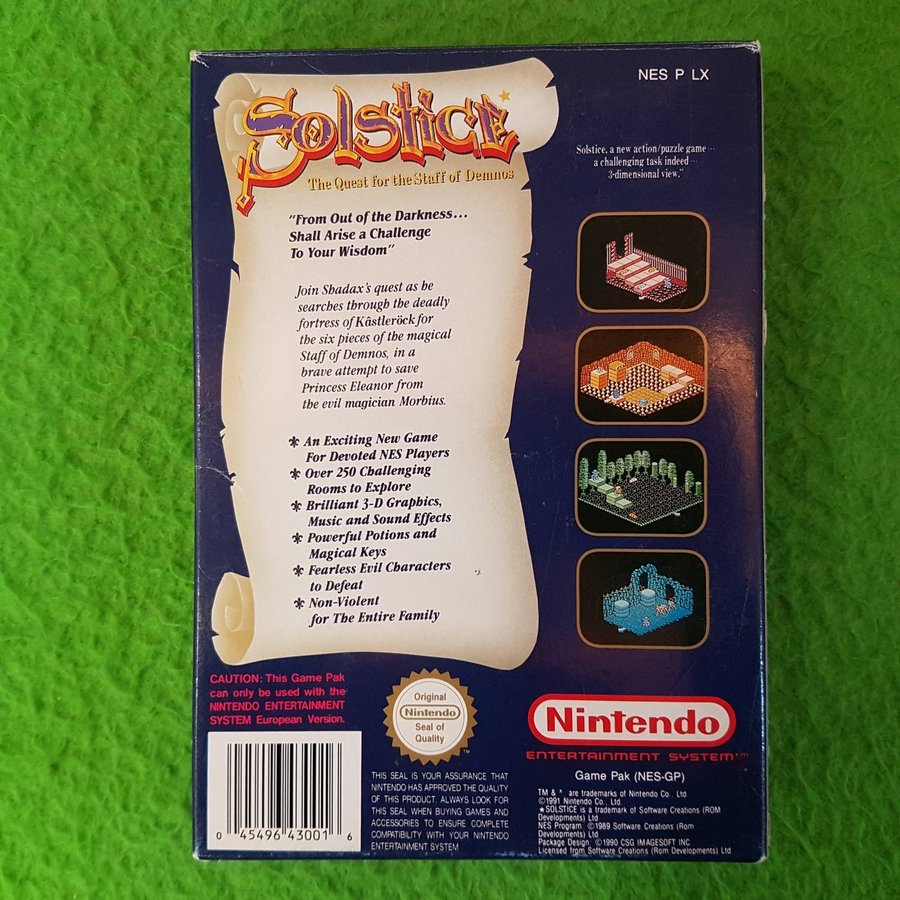 NES P LX
Solstice
The Quest for the Staff of Demnos
"From Out of the Darkness...
Shall Arise a Challenge
To Your Wisdom"
Join Shadax's quest as he
searches through the deadly
fortress of Kâstleröck for
the six pieces of the magical
Staff of Demnos, in a
brave attempt to save
Princess Eleanor from
the evil magician Morbius.
An Exciting New Game
For Devoted NES Players
Over 250 Challenging
Rooms to Explore
Brilliant 3-D Graphics,
Music and Sound Effects
Powerful Potions and
Magical Keys
Fearless Evil Characters
to Defeat
Non-Violent
for The Entire Family
Solstice, a new action/puzzle game...
a challenging task indeed...
3-dimensional view."
CAUTION: This Game Pak
can only be used with the
NINTENDO ENTERTAINMENT
SYSTEM European Version.
0 45496 43001 6
Original
Nintendo
Seal of
Quality
TM
THIS SEAL IS YOUR ASSURANCE THAT
NINTENDO HAS APPROVED THE QUALITY
OF THIS PRODUCT. ALWAYS LOOK FOR
THIS SEAL WHEN BUYING GAMES AND
ACCESSORIES TO ENSURE COMPLETE
COMPATIBILITY WITH YOUR NINTENDO
ENTERTAINMENT SYSTEM
Nintendo
ENTERTAINMENT SYSTEM™
Game Pak (NES-GP)
TM & * are trademarks of Nintendo Co., Ltd
©1991 Nintendo Co., Ltd
★SOLSTICE is a trademark of Software Creations (ROM
Developments) Ltd
NES Program ©1989 Software Creations (Rom
Developments) Ltd
Package Design ©1990 CSG IMAGESOFT INC
Licensed from Software Creations (Rom Developments) Ltd